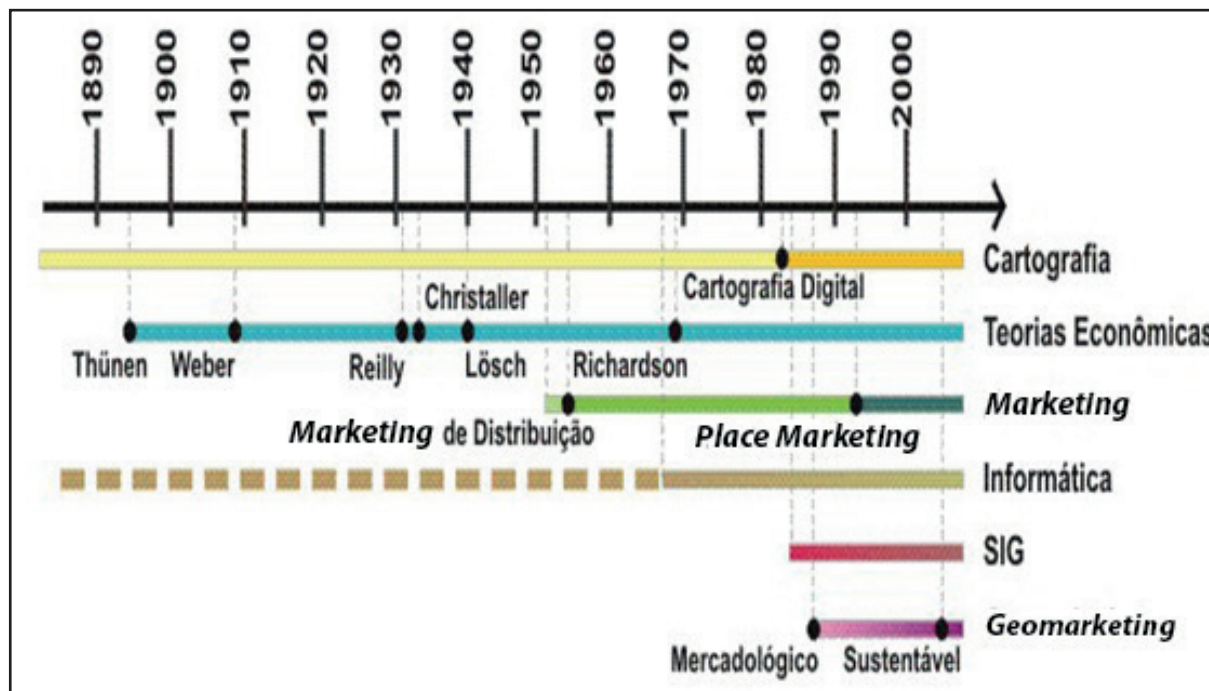 1890
1900
1910
1920
1930
1940
1950
1960
1970
1980
1990
2000
Cartografia
Cartografia Digital
Christaller
Teorias Econômicas
Thünen Weber Reilly Lösch Richardson
Marketing
Marketing de Distribuição Place Marketing
Informática
SIG
Geomarketing
Mercadológico Sustentável